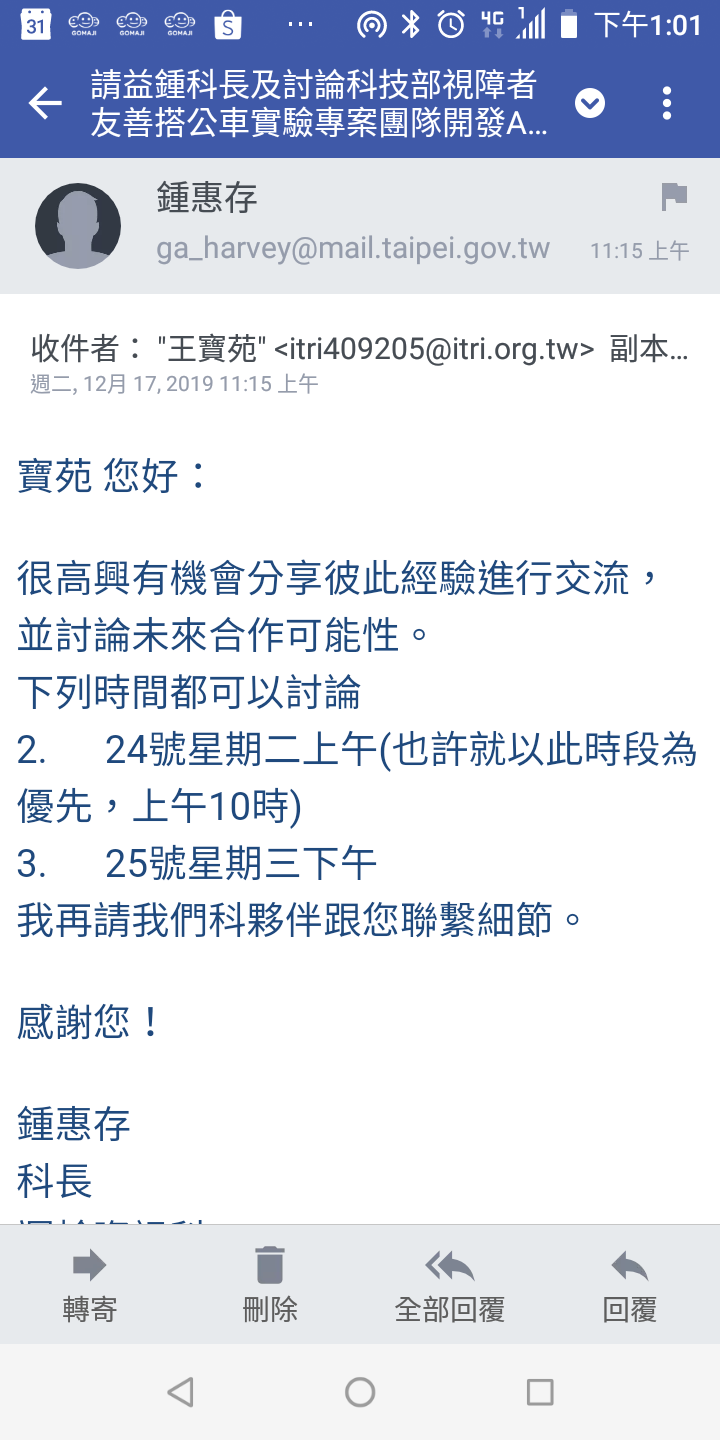 31 GOMAJI GOMAJI GOMAJI S ... 4G 1 下午1:01
請益鍾科長及討論科技部視障者
友善搭公車實驗專案團隊開發A...
鍾惠存
ga_harvey@mail.taipei.gov.tw 11:15 上午
收件者： "王寶苑" <itri409205@itri.org.tw> 副本...
週二, 12月 17, 2019 11:15 上午
寶苑 您好：
很高興有機會分享彼此經驗進行交流，
並討論未來合作可能性。
下列時間都可以討論
2. 24號星期二上午(也許就以此時段為
優先，上午10時)
3. 25號星期三下午
我再請我們科夥伴跟您聯繫細節。
感謝您！
鍾惠存
科長
轉寄 刪除 全部回覆 回覆